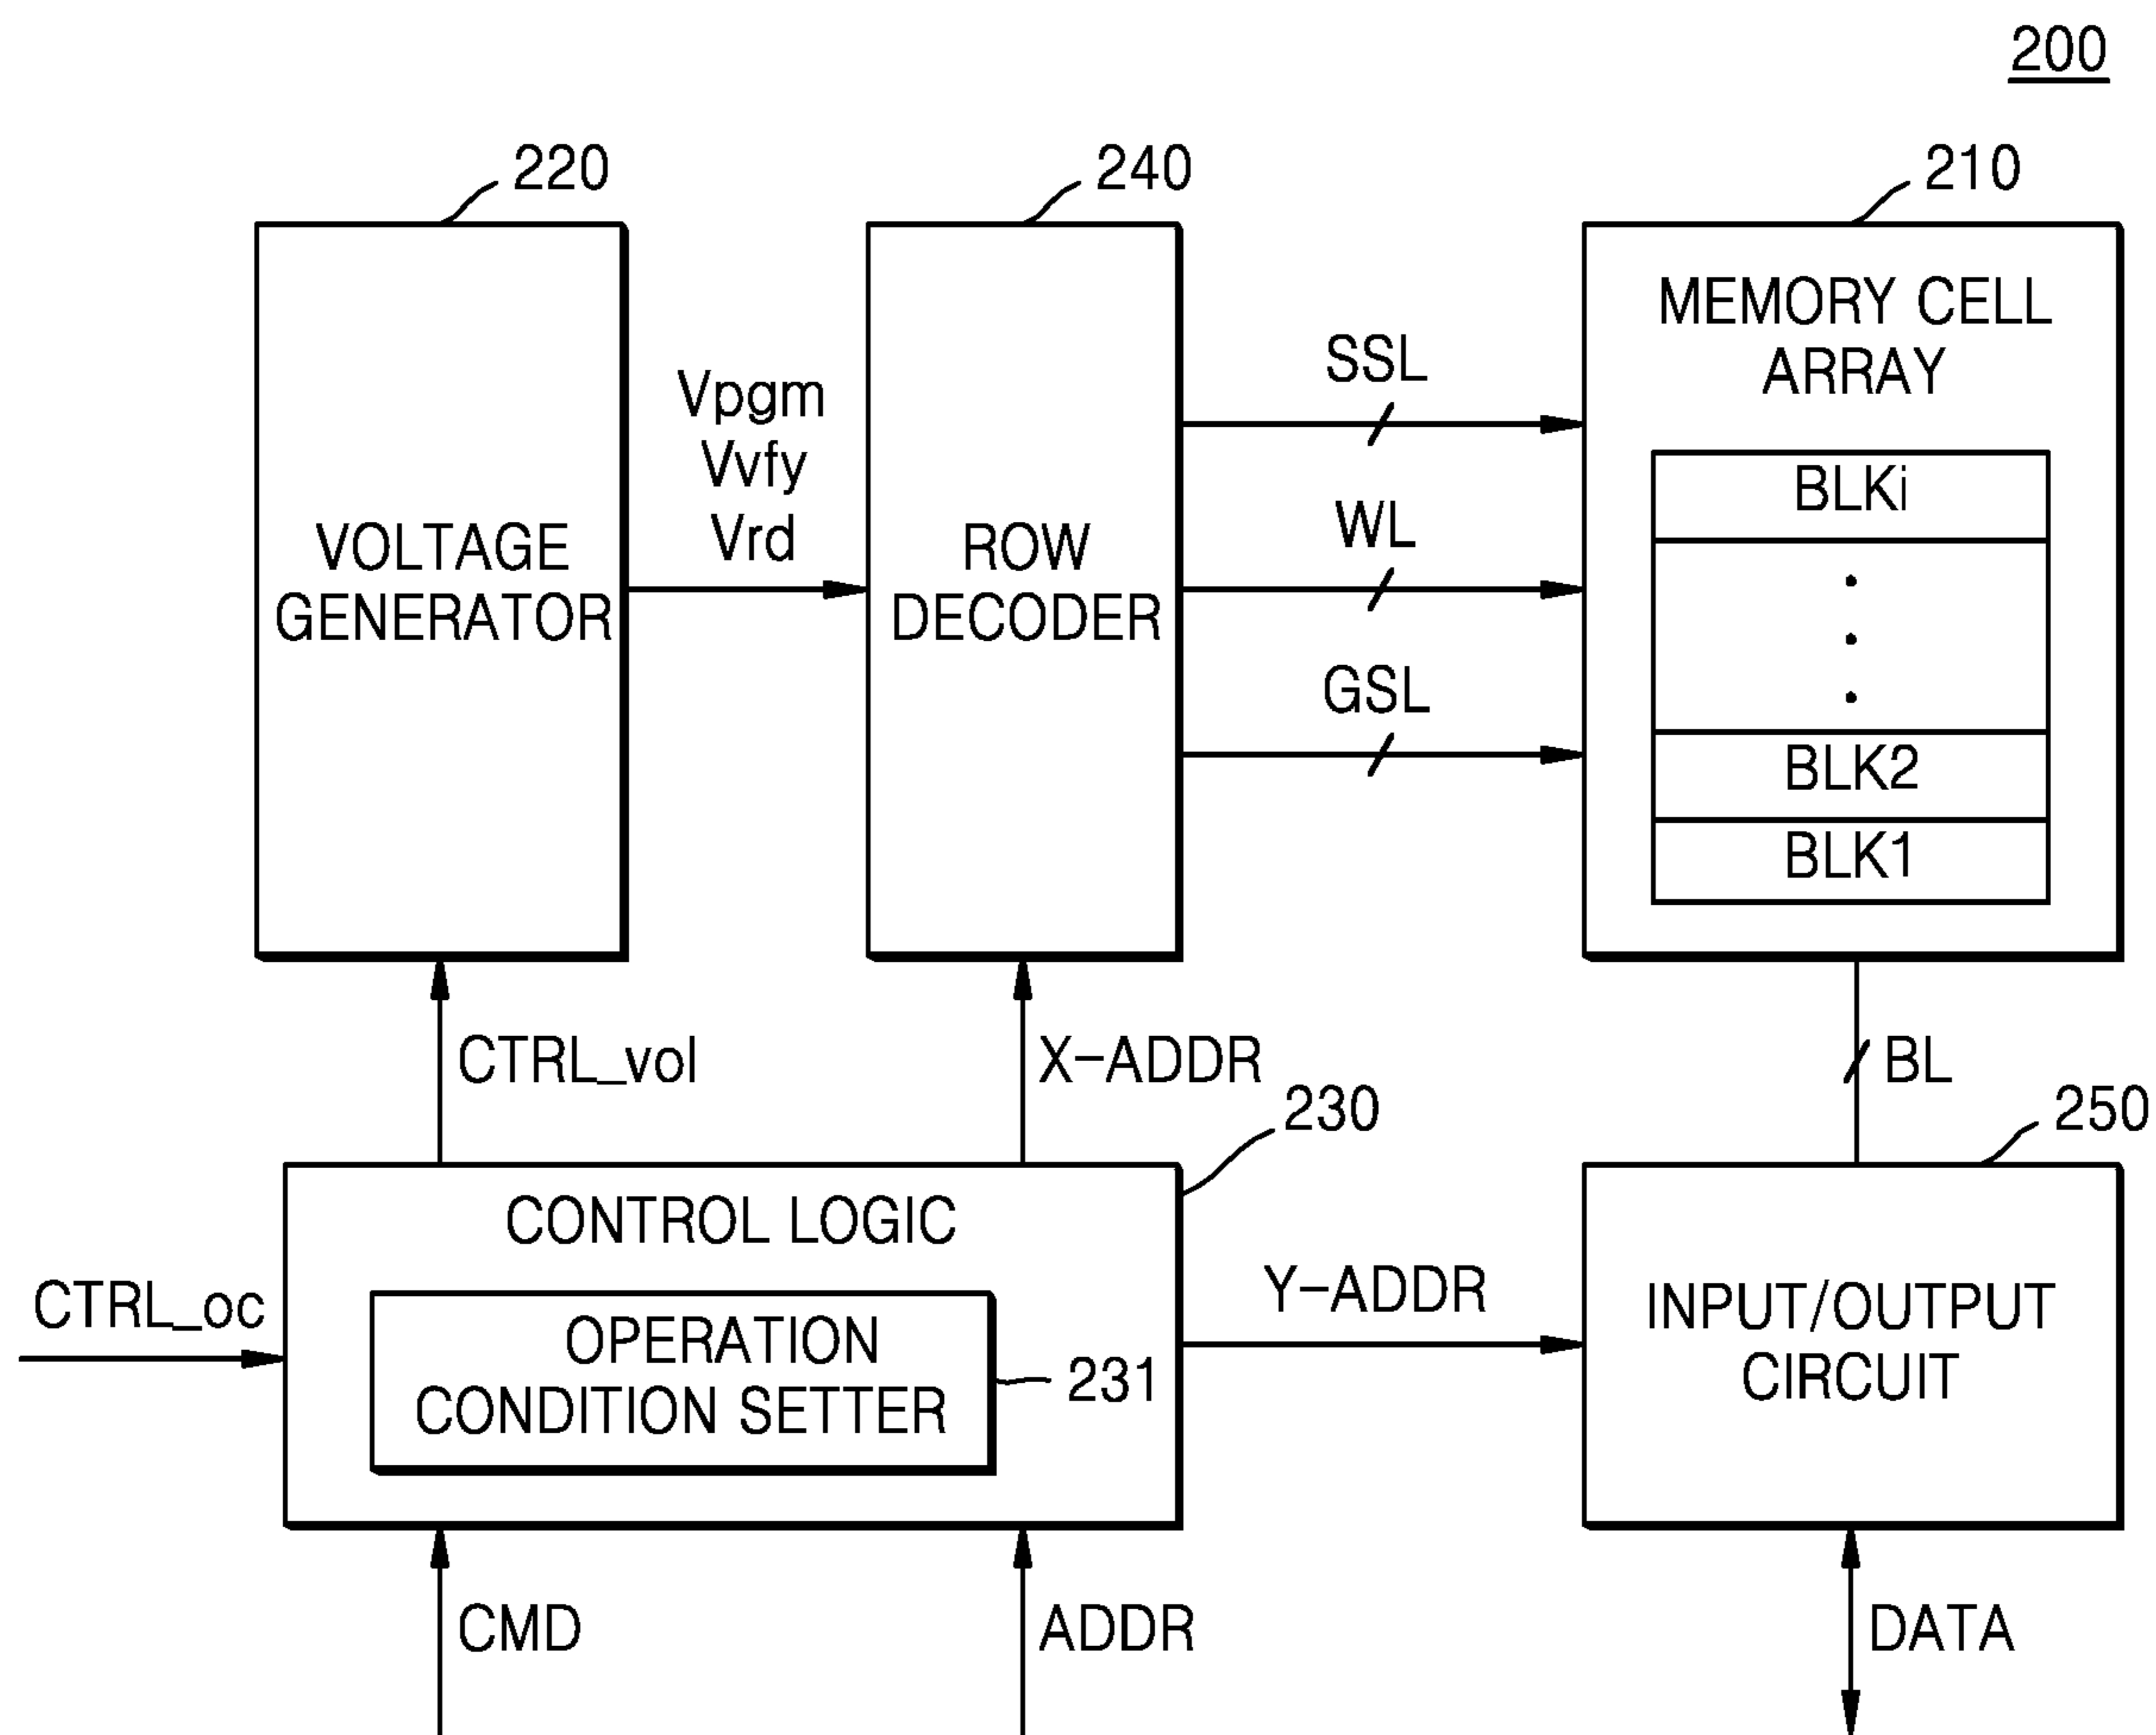 200
220
240
210
VOLTAGE
GENERATOR
Vpgm
Vvfy
Vrd
ROW
DECODER
SSL
WL
GSL
MEMORY CELL
ARRAY
BLKi
BLK2
BLK1
CTRL_vol
X-ADDR
BL
230
250
CONTROL LOGIC
CTRL_oc
OPERATION
CONDITION SETTER
231
Y-ADDR
INPUT/OUTPUT
CIRCUIT
CMD
ADDR
DATA